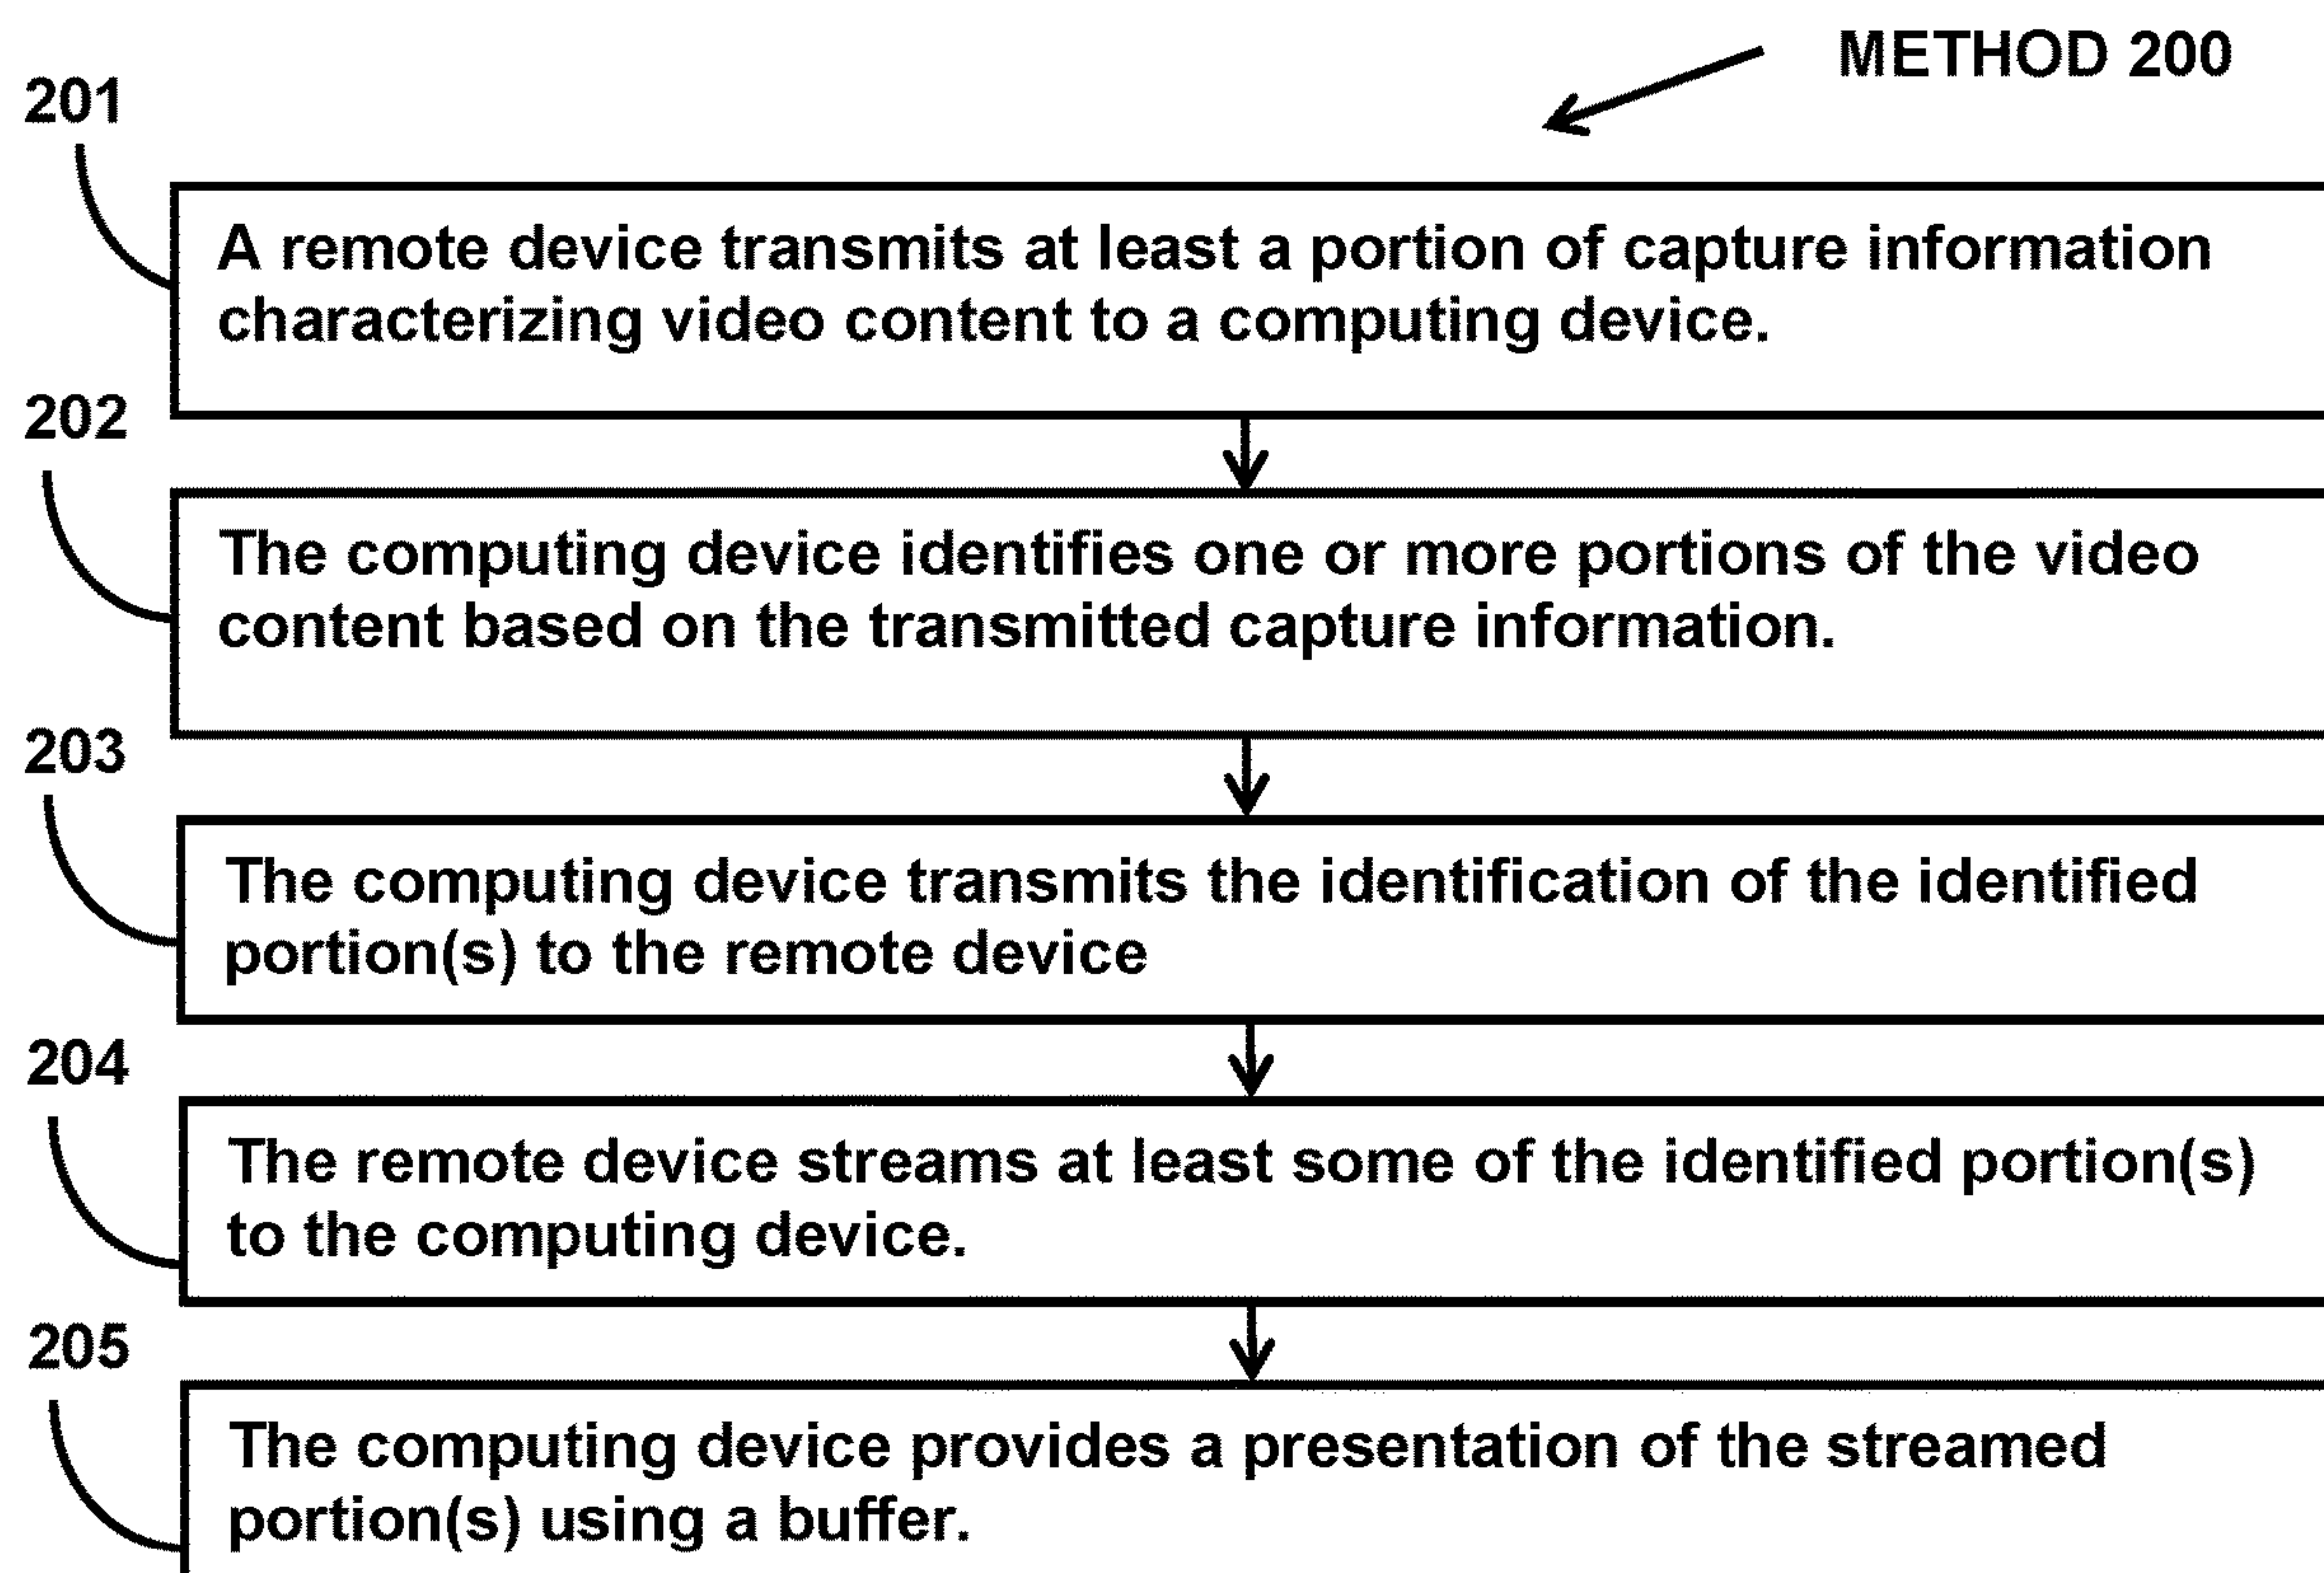 METHOD 200
201
A remote device transmits at least a portion of capture information
characterizing video content to a computing device.
202
The computing device identifies one or more portions of the video
content based on the transmitted capture information.
203
The computing device transmits the identification of the identified
portion(s) to the remote device
204
The remote device streams at least some of the identified portion(s)
to the computing device.
205
The computing device provides a presentation of the streamed
portion(s) using a buffer.